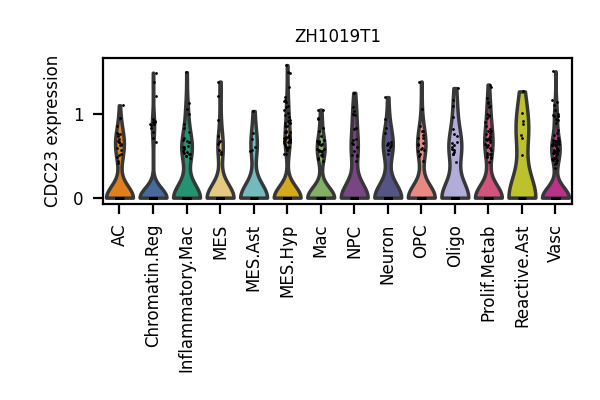 ZH1019T1
CDC23 expression
1
0
AC
Chromatin.Reg
Inflammatory.Mac
MES
MES.Ast
MES.Hyp
Mac
NPC
Neuron
OPC
Oligo
Prolif.Metab
Reactive.Ast
Vasc